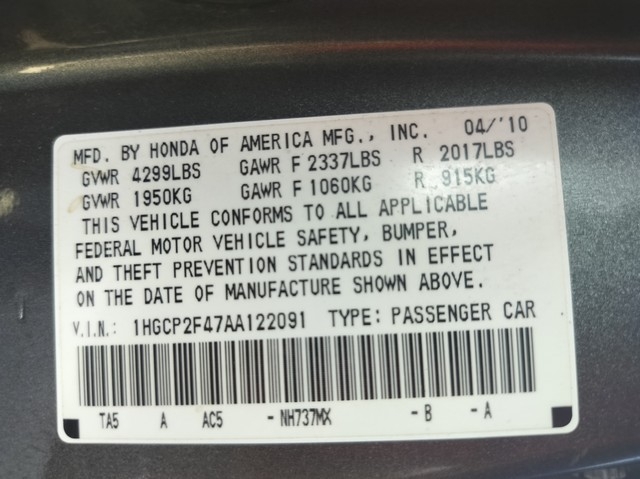 MFD. BY HONDA OF AMERICA MFG., INC. 04/'10
GVWR 4299LBS GAWR F 2337LBS R 2017LBS
GVWR 1950KG GAWR F 1060KG R 915KG
THIS VEHICLE CONFORMS TO ALL APPLICABLE
FEDERAL MOTOR VEHICLE SAFETY, BUMPER,
AND THEFT PREVENTION STANDARDS IN EFFECT
ON THE DATE OF MANUFACTURE SHOWN ABOVE.
V.I.N.: 1HGCP2F47AA122091 TYPE: PASSENGER CAR
TA5 A AC5 - NH737MX - B - A